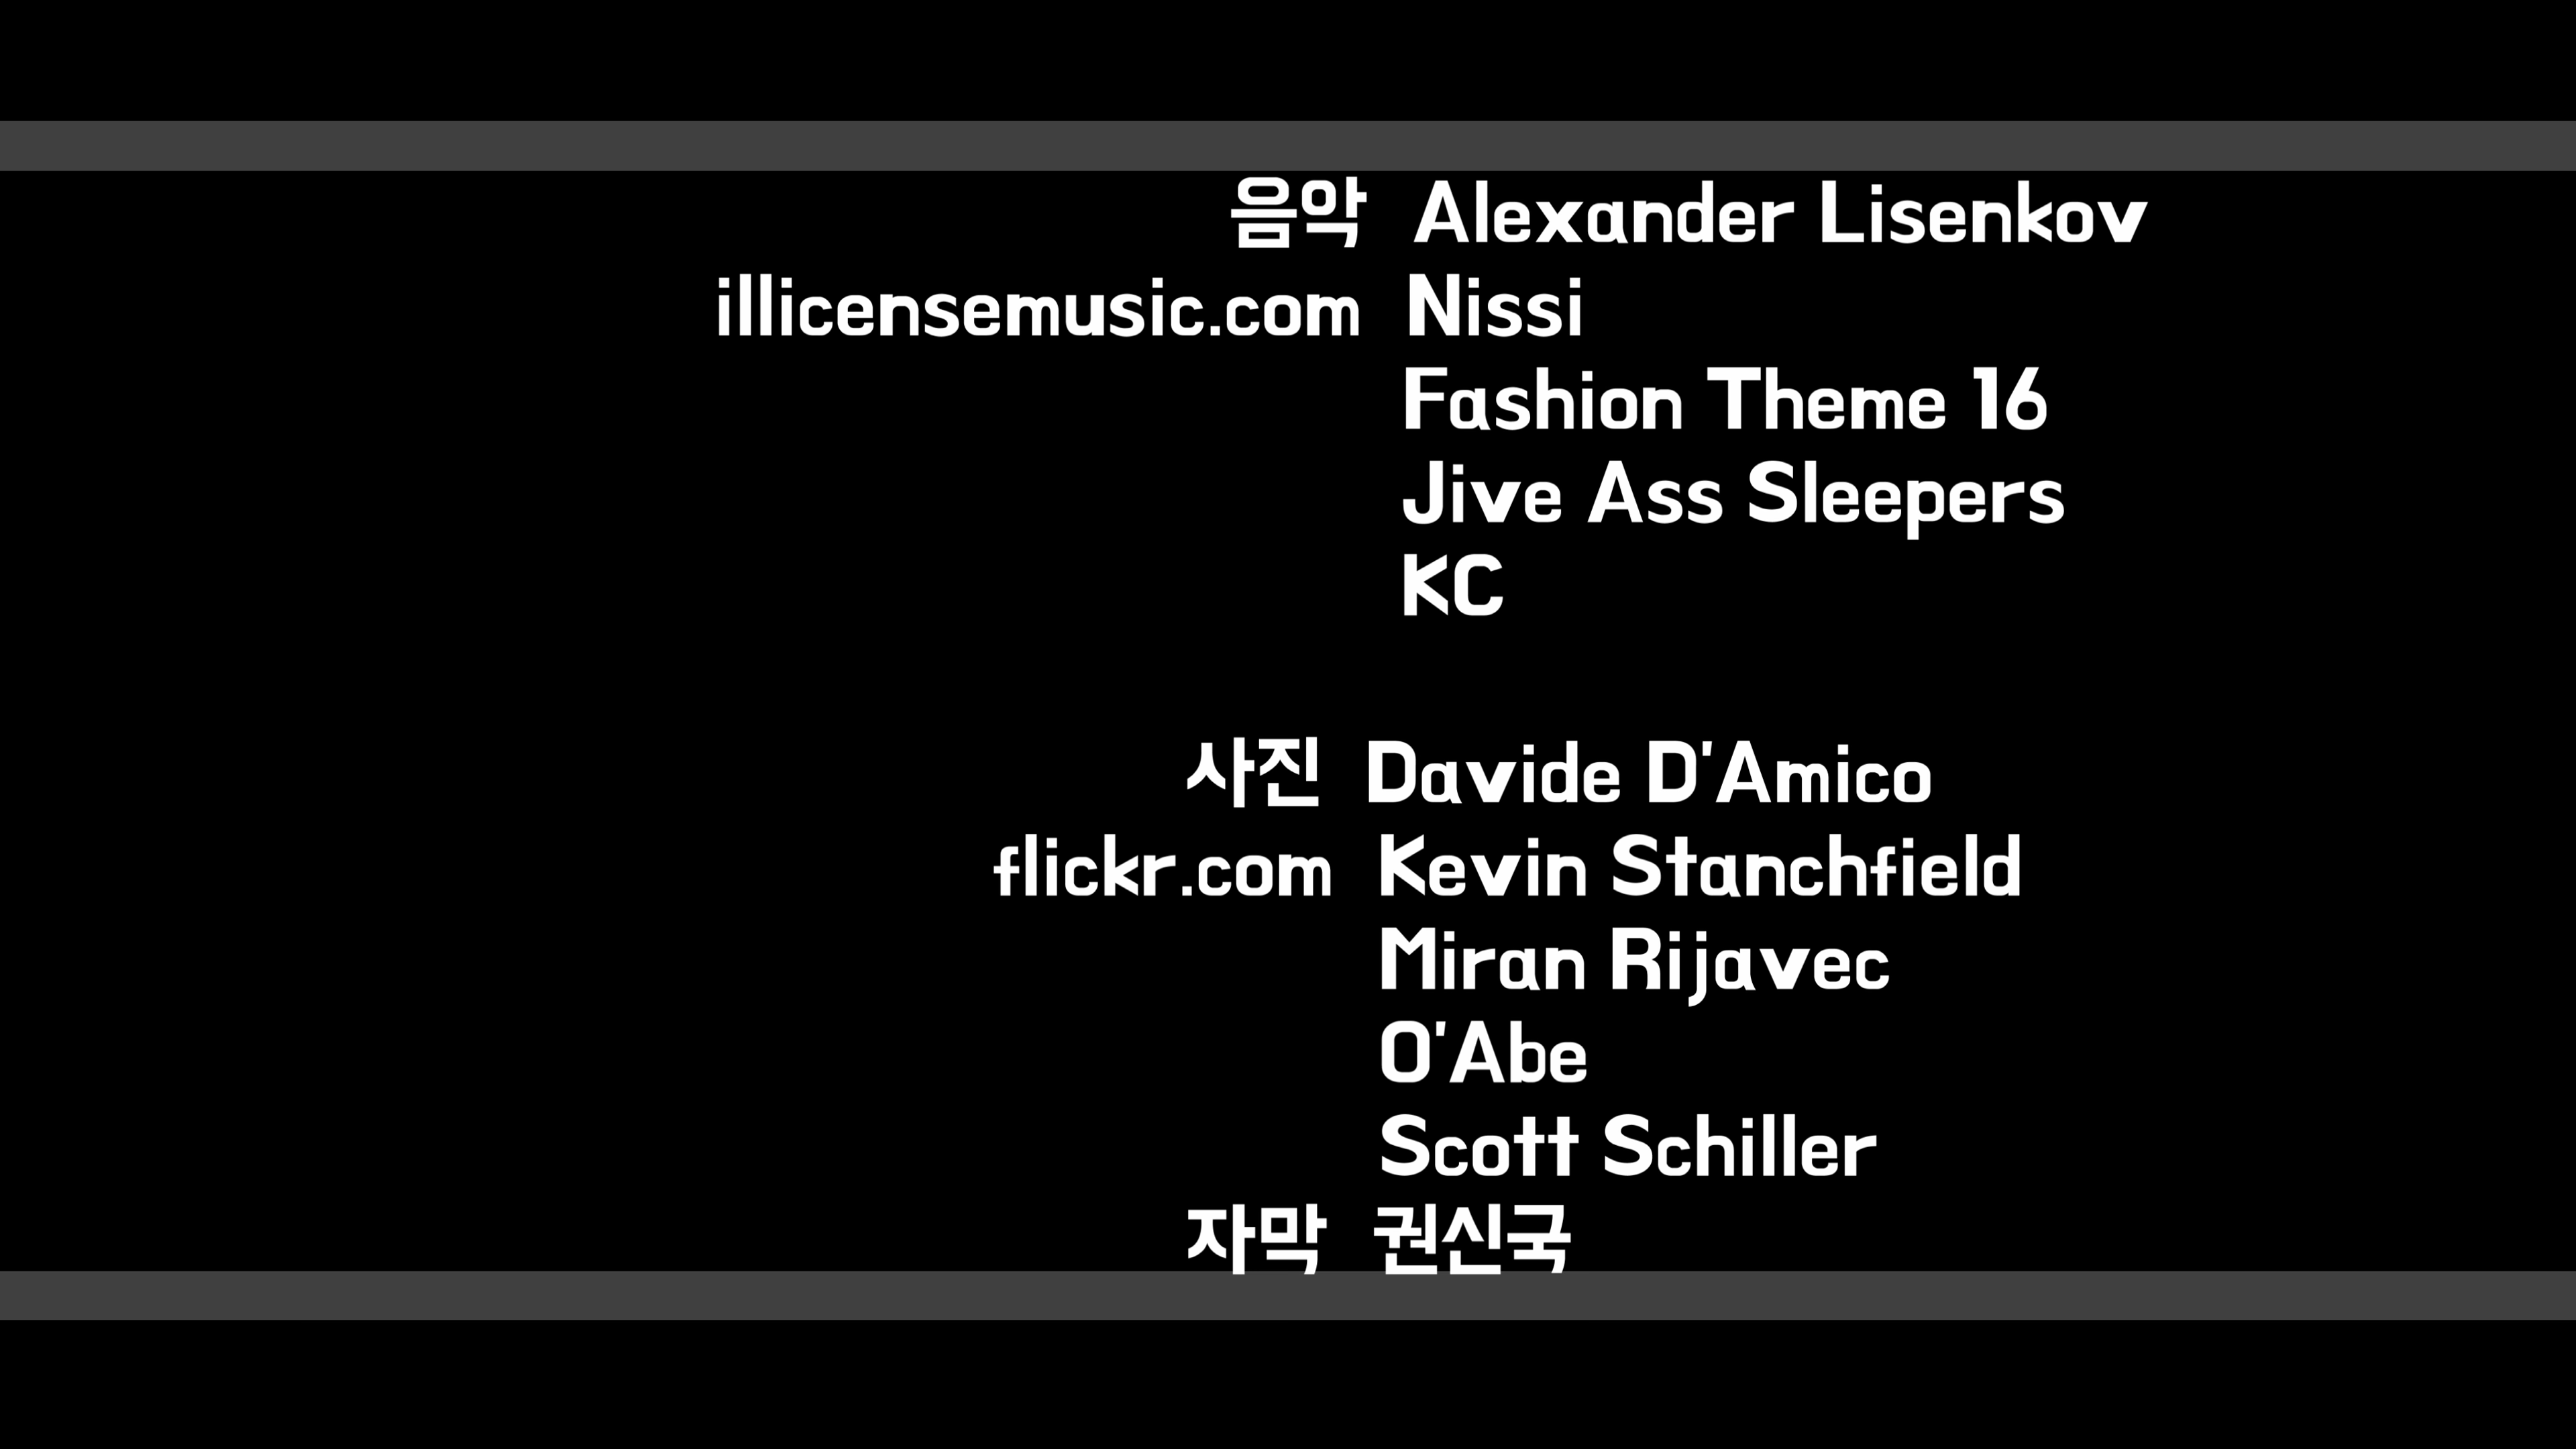 음악 Alexander Lisenkov
illicensemusic.com Nissi
Fashion Theme 16
Jive Ass Sleepers
KC
사진 Davide D'Amico
flickr.com Kevin Stanchfield
Miran Rijavec
O'Abe
Scott Schiller
자막 권신국